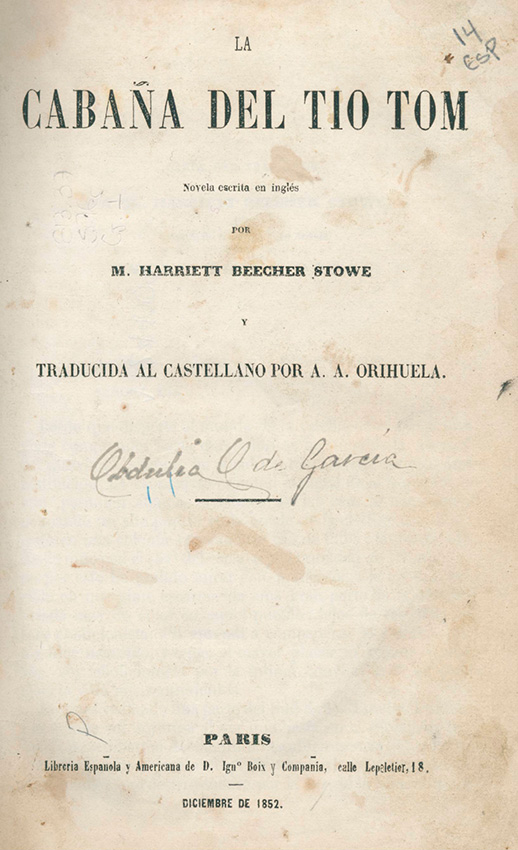 14
ESP
LA
CABAÑA DEL TIO TOM
Novela escrita en inglés
POR
M. HARRIETT BEECHER STOWE
Y
TRADUCIDA AL CASTELLANO POR A. A. ORIHUELA.
Obdulia O de García
PARIS
Libreria Española y Americana de D. Ignº Boix y Compañia, calle Lepeletier, 18.
DICIEMBRE DE 1852.